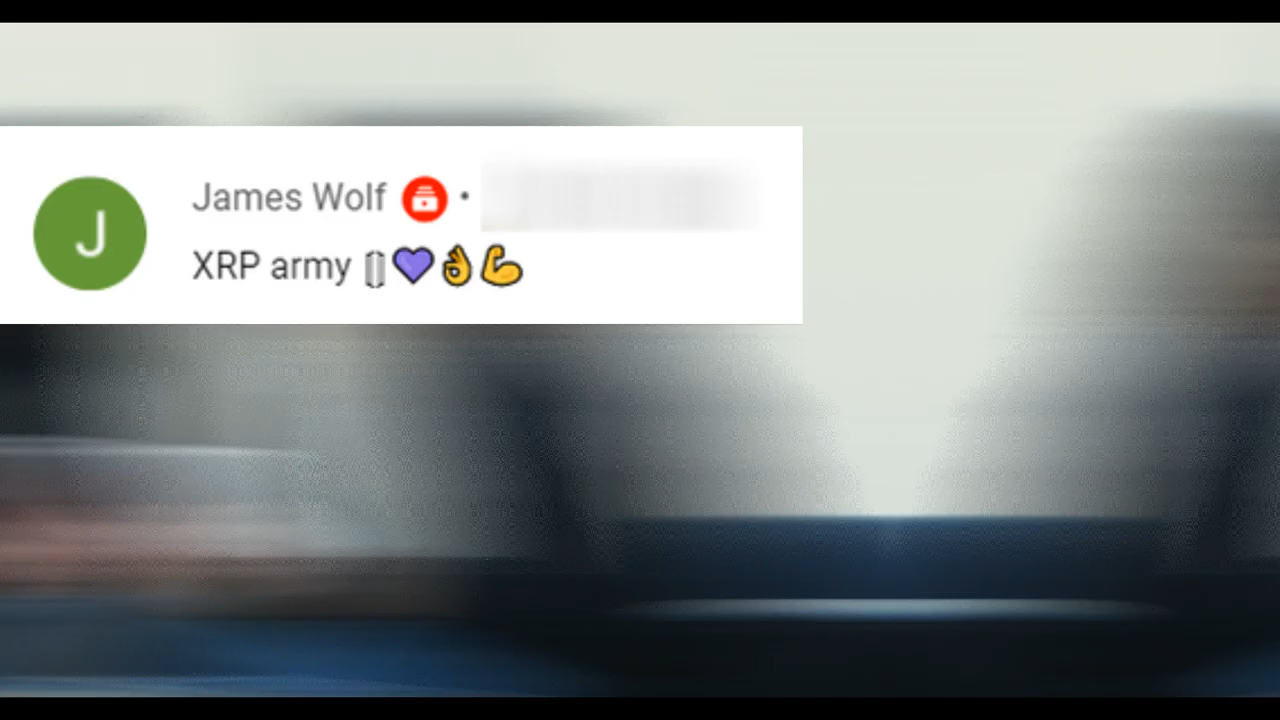 J
James Wolf •
XRP army 💜👌💪